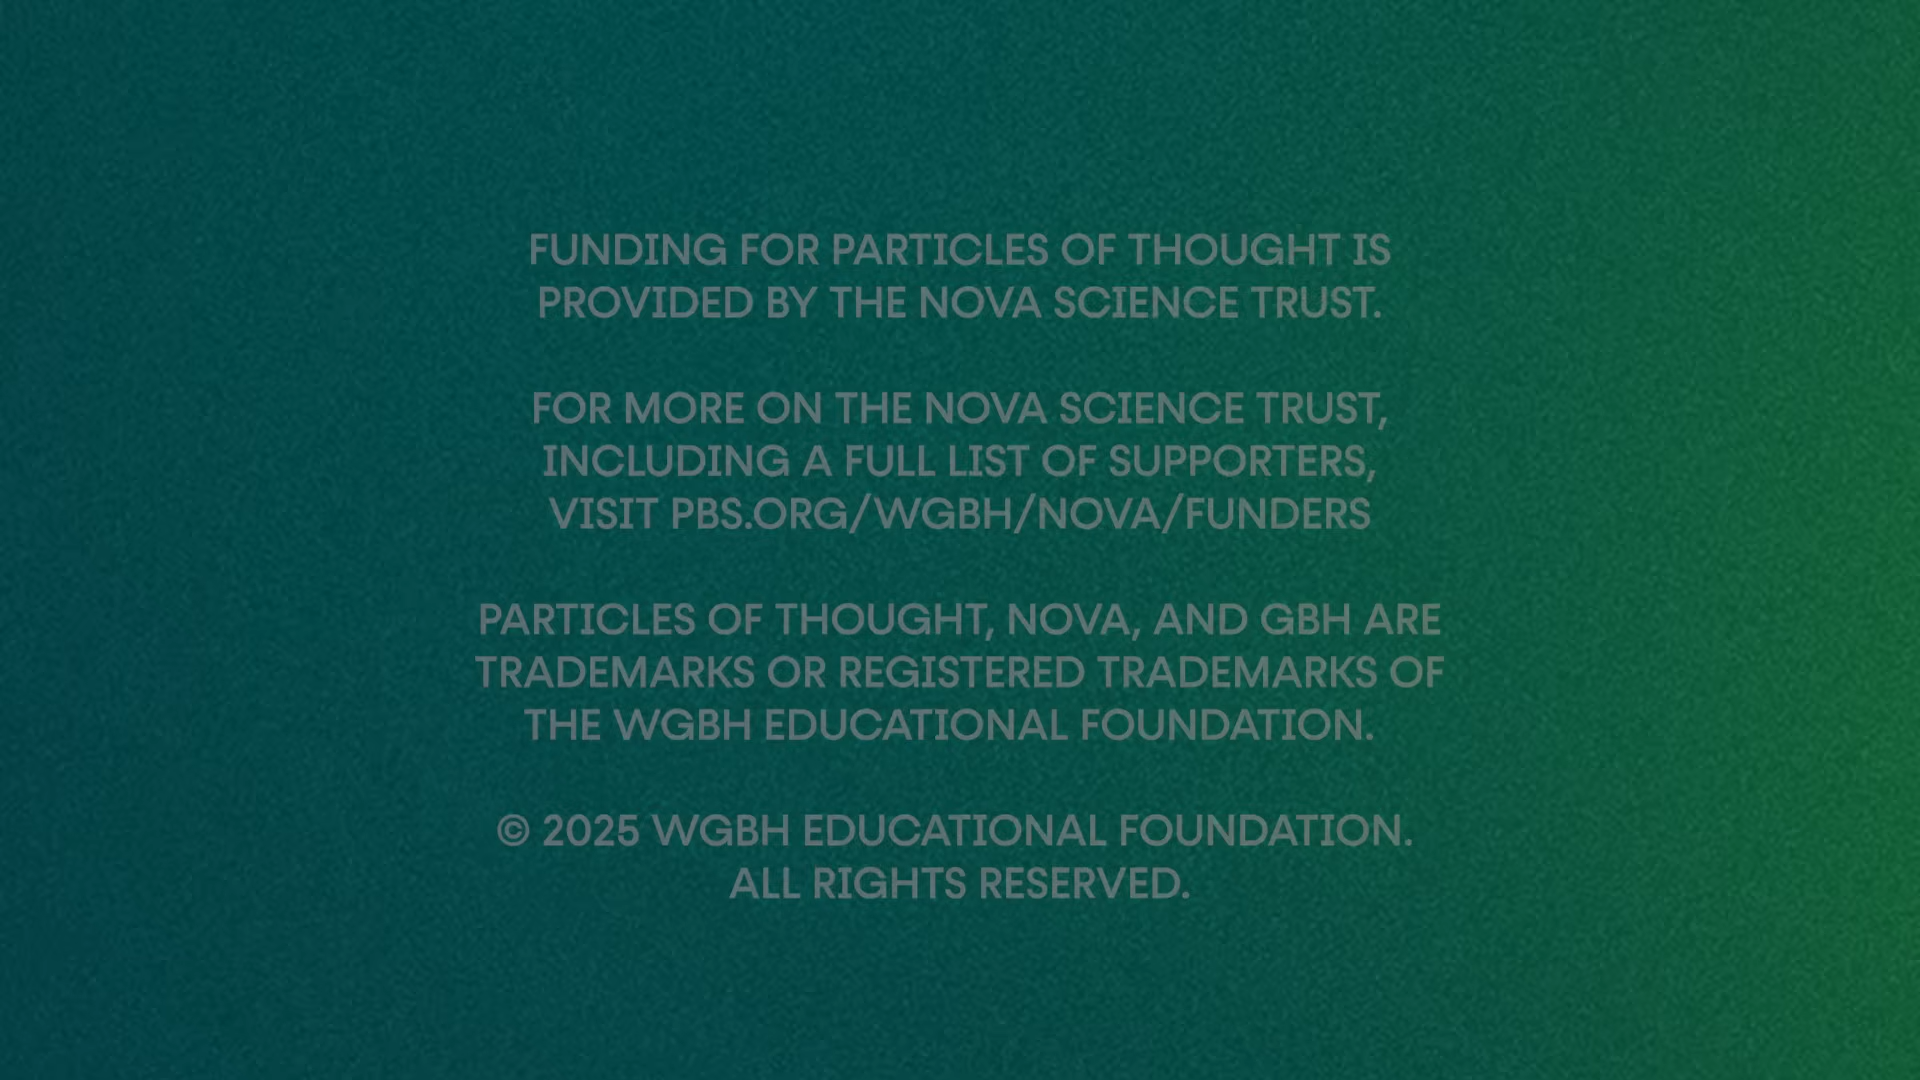 FUNDING FOR PARTICLES OF THOUGHT IS
PROVIDED BY THE NOVA SCIENCE TRUST.
FOR MORE ON THE NOVA SCIENCE TRUST,
INCLUDING A FULL LIST OF SUPPORTERS,
VISIT PBS.ORG/WGBH/NOVA/FUNDERS
PARTICLES OF THOUGHT, NOVA, AND GBH ARE
TRADEMARKS OR REGISTERED TRADEMARKS OF
THE WGBH EDUCATIONAL FOUNDATION.
© 2025 WGBH EDUCATIONAL FOUNDATION.
ALL RIGHTS RESERVED.